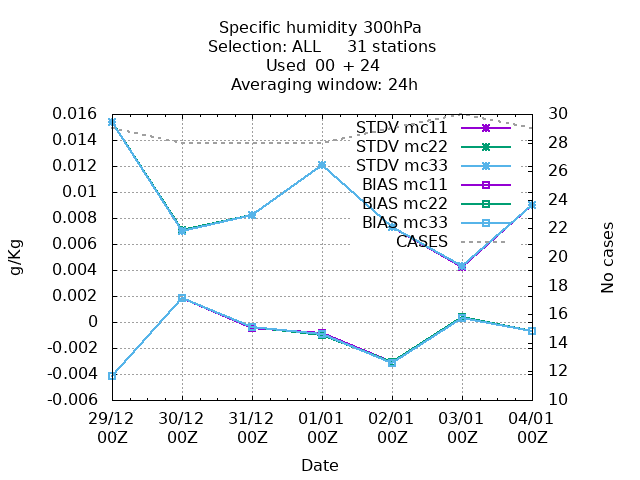 Specific humidity 300hPa
Selection: ALL     31 stations
Used  00  + 24
Averaging window: 24h
0.016
0.014
0.012
0.01
0.008
0.006
0.004
0.002
0
-0.002
-0.004
-0.006
g/Kg
STDV mc11
STDV mc22
STDV mc33
BIAS mc11
BIAS mc22
BIAS mc33
CASES
30
28
26
24
22
20
18
16
14
12
10
No cases
29/12 30/12 31/12 01/01 02/01 03/01 04/01
00Z 00Z 00Z 00Z 00Z 00Z 00Z
Date